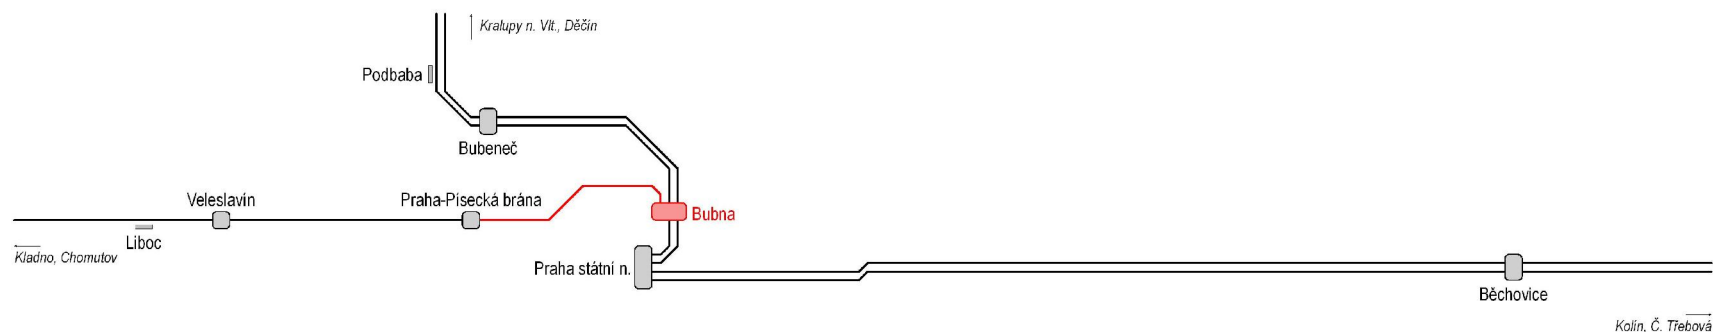 Kralupy n. Vlt., Děčín
Podbaba
Bubeneč
Veleslavín
Praha-Písecká brána
Bubna
Liboc
Kladno, Chomutov
Praha státní n.
Běchovice
Kolín, Č. Třebová